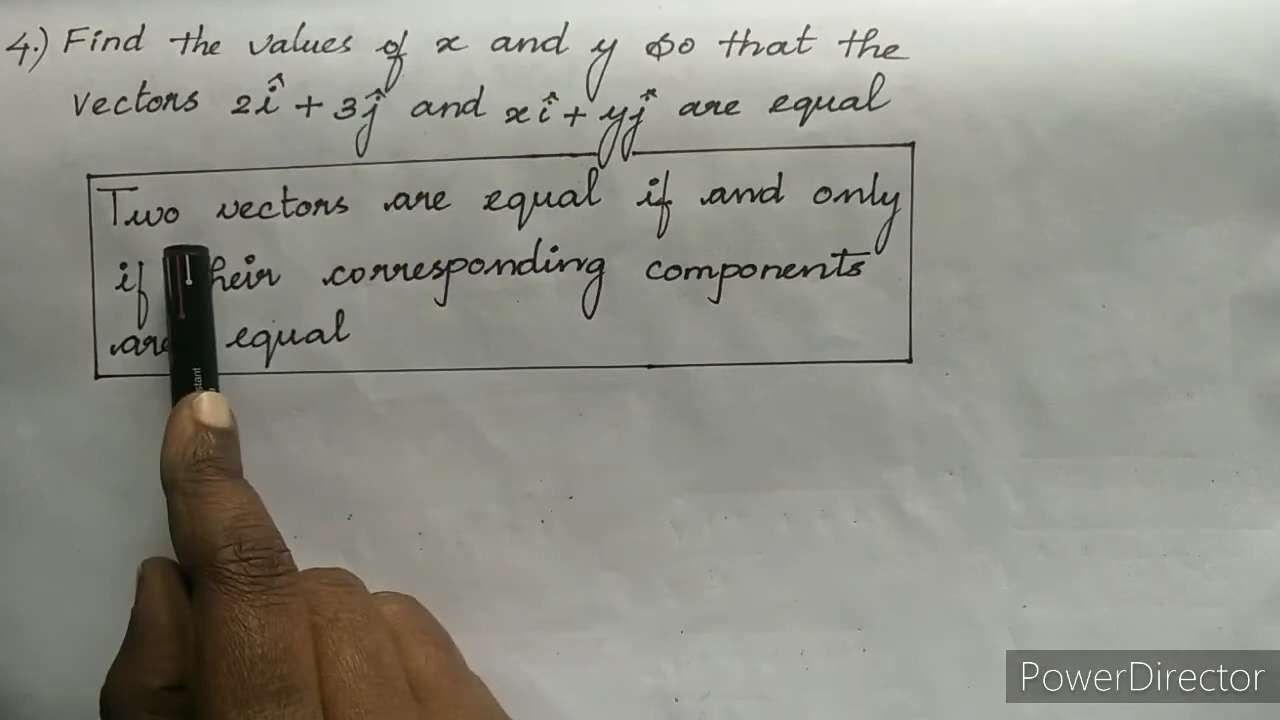 4.) Find the values of x and y so that the
vectors 2î + 3ĵ and xî + yĵ are equal
Two vectors are equal if and only
if their corresponding components
are equal
PowerDirector